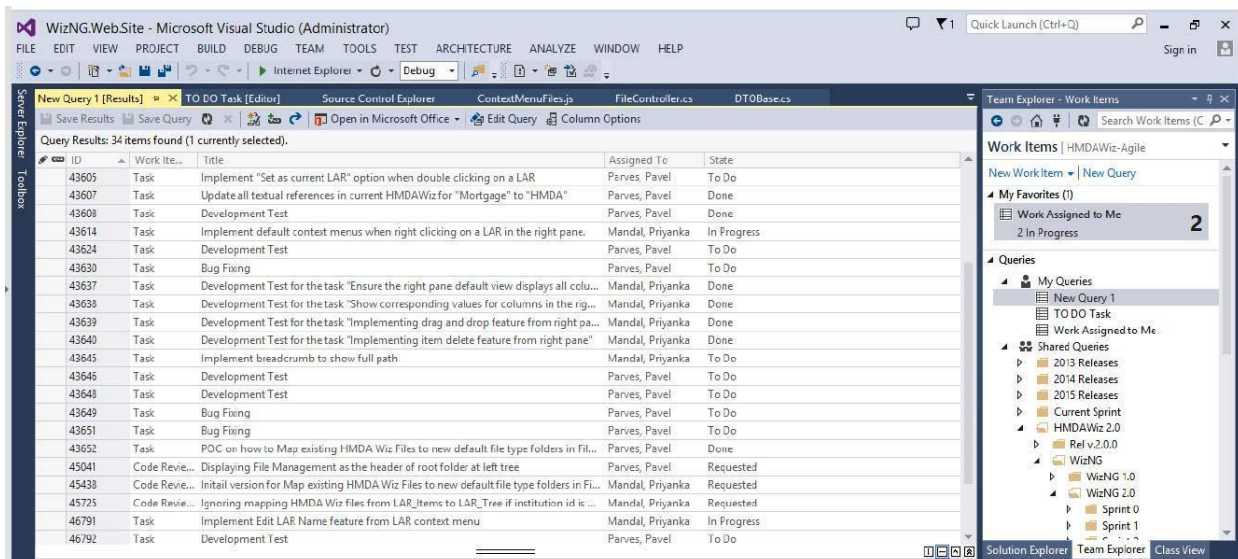 WizNG.Web.Site - Microsoft Visual Studio (Administrator) 1 Quick Launch (Ctrl+Q)
FILE EDIT VIEW PROJECT BUILD DEBUG TEAM TOOLS TEST ARCHITECTURE ANALYZE WINDOW HELP Sign in
Internet Explorer Debug
Server Explorer
Toolbox
New Query 1 [Results] TO DO Task [Editor] Source Control Explorer ContextMenuFiles.js FileController.cs DTOBase.cs
Save Results Save Query Open in Microsoft Office Edit Query Column Options
Query Results: 34 items found (1 currently selected).
ID Work Ite... Title Assigned To State
43605 Task Implement "Set as current LAR" option when double clicking on a LAR Parves, Pavel To Do
43607 Task Update all textual references in current HMDAWiz for "Mortgage" to "HMDA" Parves, Pavel Done
43608 Task Development Test Parves, Pavel Done
43614 Task Implement default context menus when right clicking on a LAR in the right pane. Mandal, Priyanka In Progress
43624 Task Development Test Parves, Pavel To Do
43630 Task Bug Fixing Parves, Pavel To Do
43637 Task Development Test for the task "Ensure the right pane default view displays all colu... Mandal, Priyanka Done
43638 Task Development Test for the task "Show corresponding values for columns in the rig... Mandal, Priyanka Done
43639 Task Development Test for the task "Implementing drag and drop feature from right pa... Mandal, Priyanka Done
43640 Task Development Test for the task "Implementing item delete feature from right pane" Mandal, Priyanka Done
43645 Task Implement breadcrumb to show full path Mandal, Priyanka To Do
43646 Task Development Test Parves, Pavel To Do
43648 Task Development Test Parves, Pavel To Do
43649 Task Bug Fixing Parves, Pavel To Do
43651 Task Bug Fixing Parves, Pavel To Do
43652 Task POC on how to Map existing HMDA Wiz Files to new default file type folders in Fil... Parves, Pavel Done
45041 Code Revie... Displaying File Management as the header of root folder at left tree Parves, Pavel Requested
45438 Code Revie... Initail version for Map existing HMDA Wiz Files to new default file type folders in Fi... Mandal, Priyanka Requested
45725 Code Revie... Ignoring mapping HMDA Wiz files from LAR_Items to LAR_Tree if institution id is ... Mandal, Priyanka Requested
46791 Task Implement Edit LAR Name feature from LAR context menu Mandal, Priyanka In Progress
46792 Task Development Test Parves, Pavel To Do
Team Explorer - Work Items
Search Work Items (C
Work Items | HMDAWiz-Agile
New Work Item | New Query
My Favorites (1)
Work Assigned to Me 2
2 In Progress
Queries
My Queries
New Query 1
TO DO Task
Work Assigned to Me
Shared Queries
2013 Releases
2014 Releases
2015 Releases
Current Sprint
HMDAWiz 2.0
Rel v.2.0.0
WizNG
WizNG 1.0
WizNG 2.0
Sprint 0
Sprint 1
Solution Explorer Team Explorer Class View